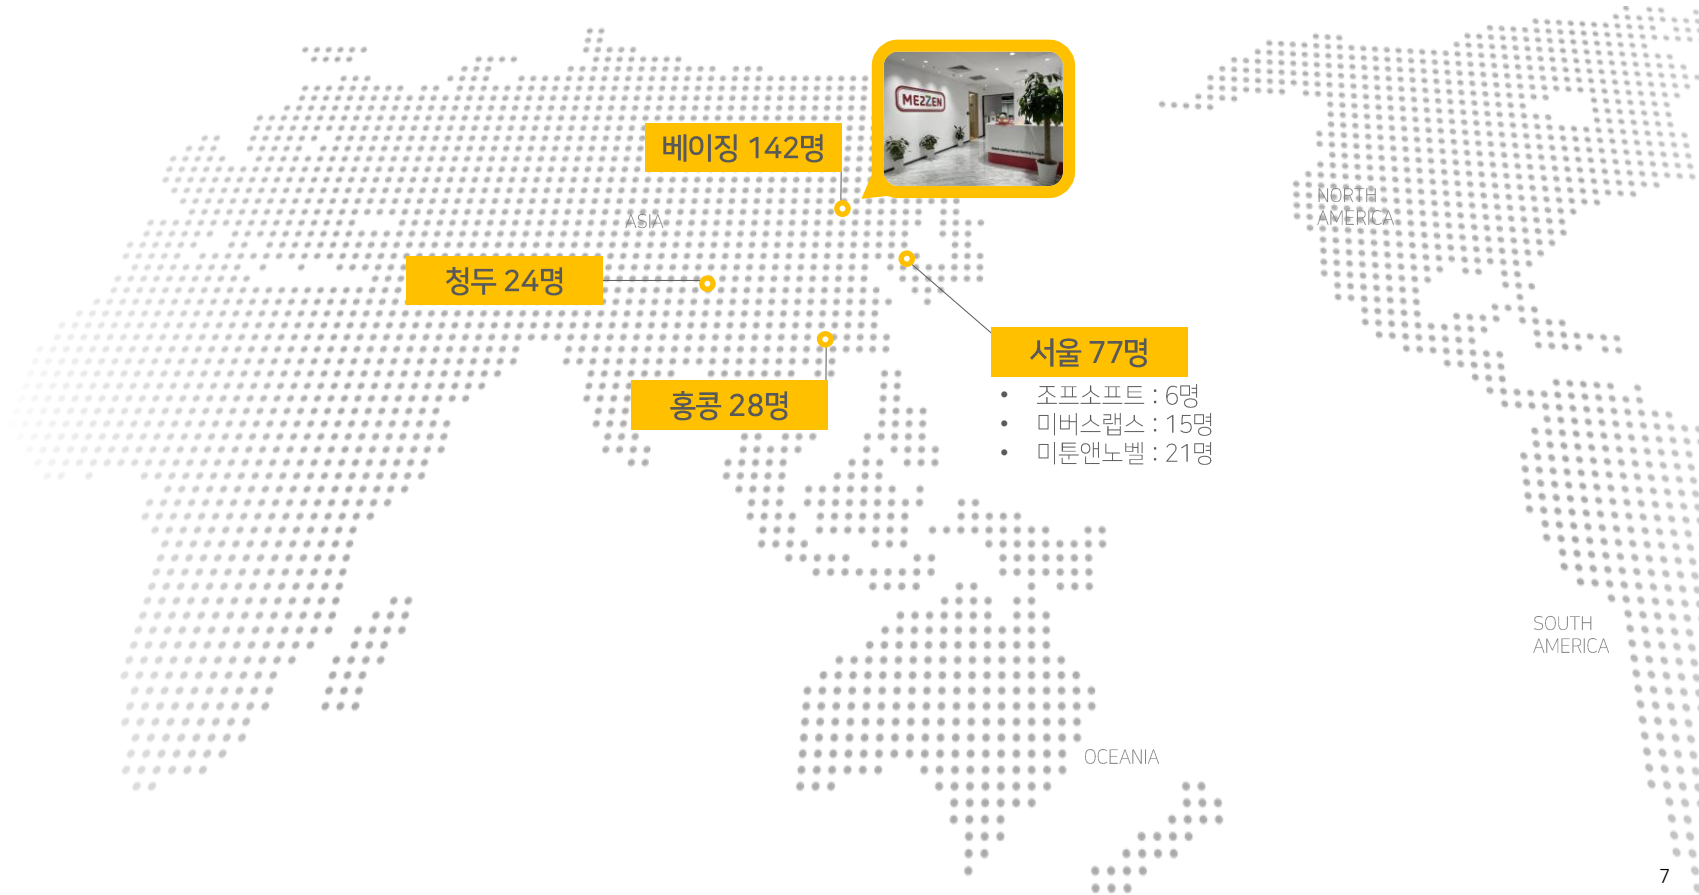 MEZZEN
베이징 142명
ASIA
NORTH
AMERICA
청두 24명
서울 77명
• 조프소프트 : 6명
• 미버스랩스 : 15명
• 미툰앤노벨 : 21명
홍콩 28명
SOUTH
AMERICA
OCEANIA
7